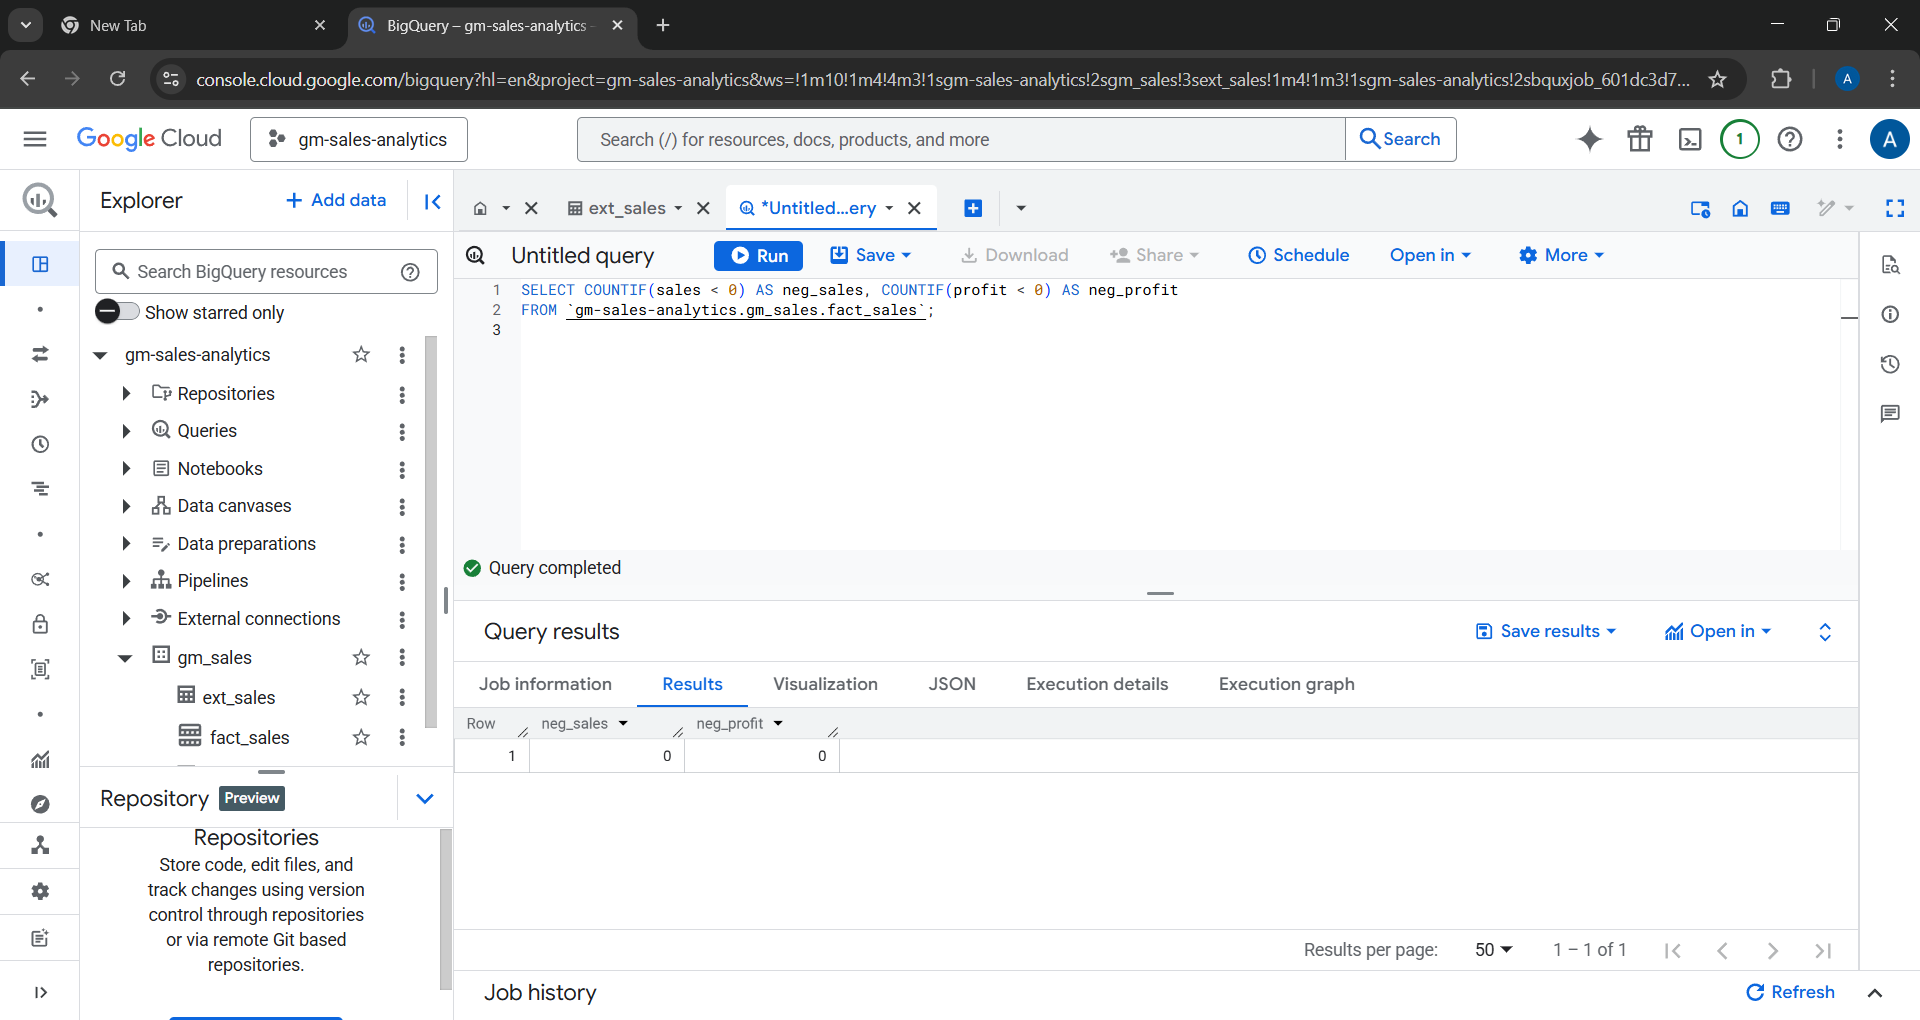 New Tab
BigQuery – gm-sales-analytics –
console.cloud.google.com/bigquery?hl=en&project=gm-sales-analytics&ws=!1m10!1m4!4m3!1sgm-sales-analytics!2sgm_sales!3sext_sales!1m4!1m3!1sgm-sales-analytics!2sbquxjob_601dc3d7...
A
Google Cloud
gm-sales-analytics
Search (/) for resources, docs, products, and more
Search
1
A
Explorer
+ Add data
ext_sales
*Untitled...ery
Untitled query
Run
Save
Download
Share
Schedule
Open in
More
Search BigQuery resources
Show starred only
gm-sales-analytics
Repositories
Queries
Notebooks
Data canvases
Data preparations
Pipelines
External connections
gm_sales
ext_sales
fact_sales
1 SELECT COUNTIF(sales < 0) AS neg_sales, COUNTIF(profit < 0) AS neg_profit
2 FROM `gm-sales-analytics.gm_sales.fact_sales`;
3
Query completed
Query results
Save results
Open in
Job information
Results
Visualization
JSON
Execution details
Execution graph
Row neg_sales neg_profit
1 0 0
Repository Preview
Repositories
Store code, edit files, and
track changes using version
control through repositories
or via remote Git based
repositories.
Results per page: 50 1 – 1 of 1
Job history
Refresh